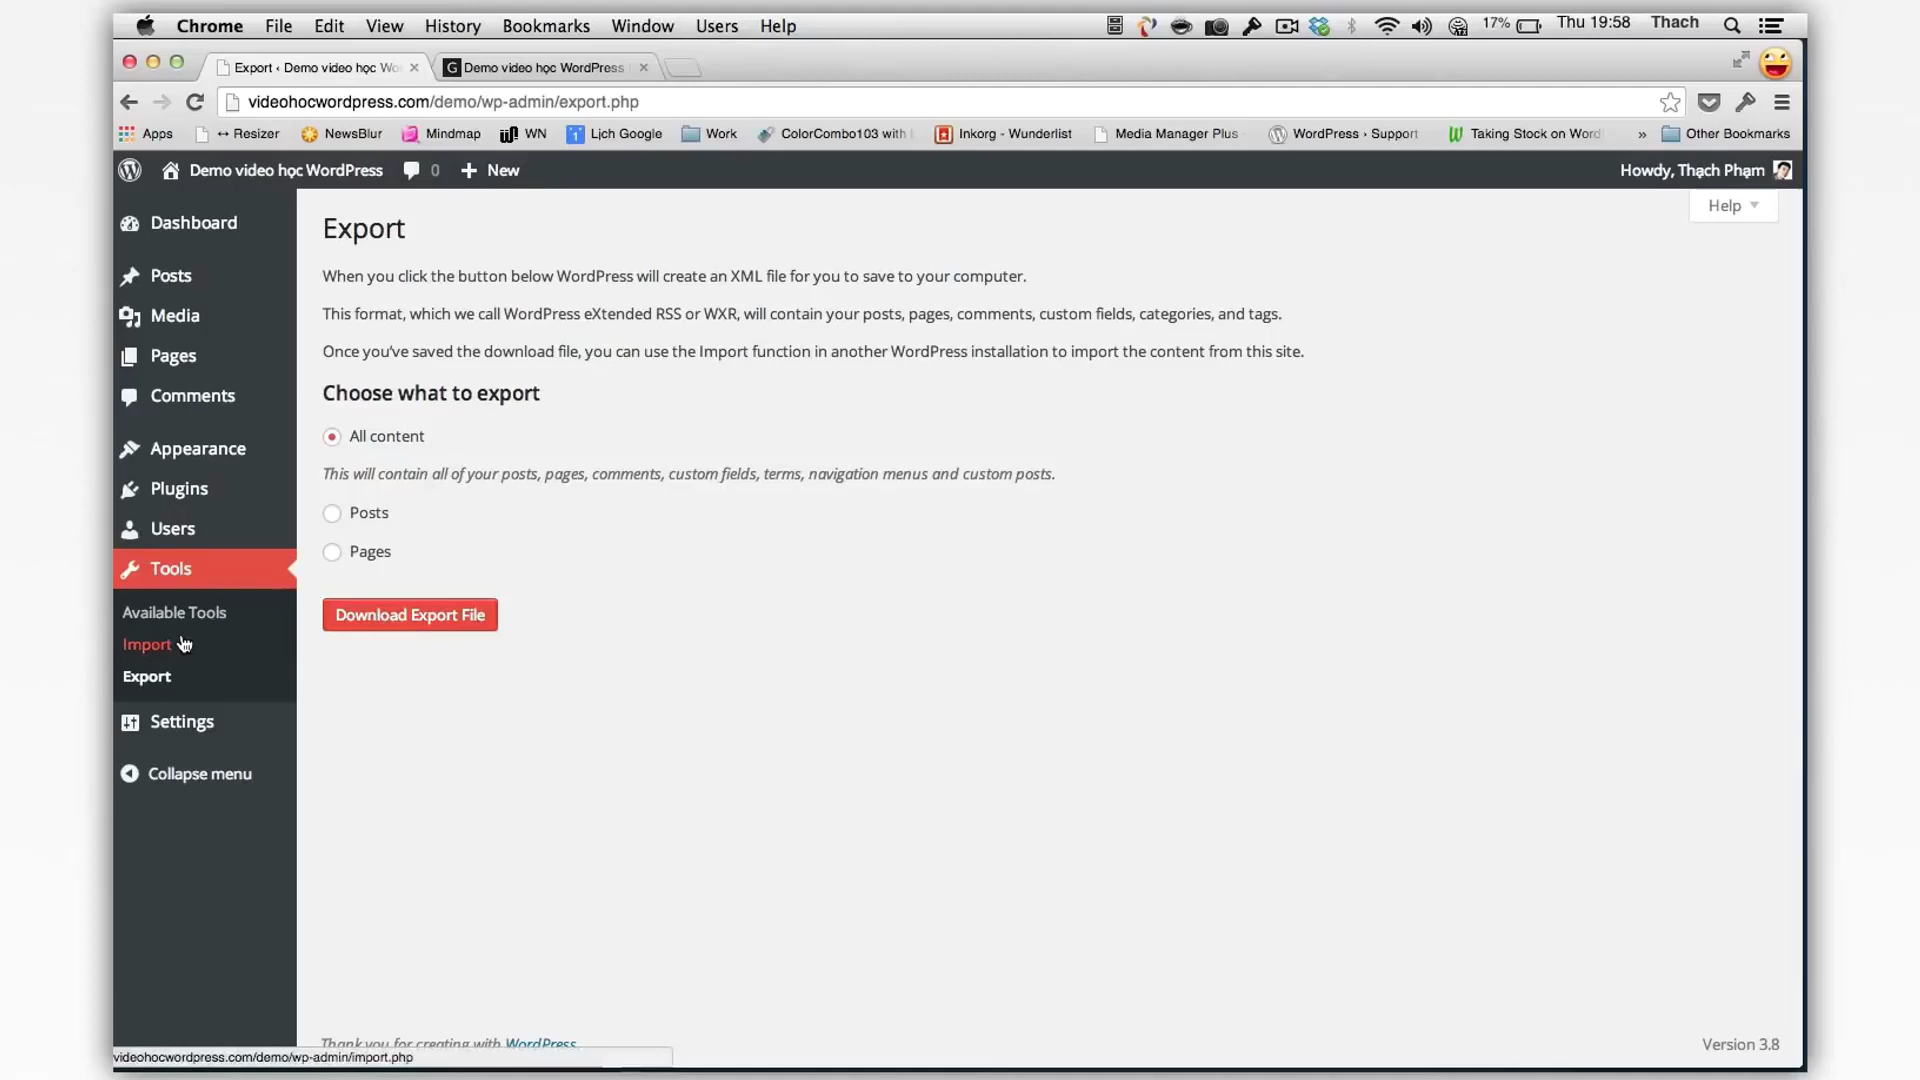 Chrome File Edit View History Bookmarks Window Users Help 17% Thu 19:58 Thach
Export ‹ Demo video học Wo Demo video học WordPress
videohocwordpress.com/demo/wp-admin/export.php
Apps ↔ Resizer NewsBlur Mindmap WN Lịch Google Work ColorCombo103 with Inkorg - Wunderlist Media Manager Plus WordPress › Support Taking Stock on Word » Other Bookmarks
Demo video học WordPress 0 + New Howdy, Thạch Phạm
Help
Dashboard
Posts
Media
Pages
Comments
Appearance
Plugins
Users
Tools
Available Tools
Import
Export
Settings
Collapse menu
Export
When you click the button below WordPress will create an XML file for you to save to your computer.
This format, which we call WordPress eXtended RSS or WXR, will contain your posts, pages, comments, custom fields, categories, and tags.
Once you've saved the download file, you can use the Import function in another WordPress installation to import the content from this site.
Choose what to export
All content
This will contain all of your posts, pages, comments, custom fields, terms, navigation menus and custom posts.
Posts
Pages
Download Export File
Thank you for creating with WordPress.
Version 3.8
videohocwordpress.com/demo/wp-admin/import.php